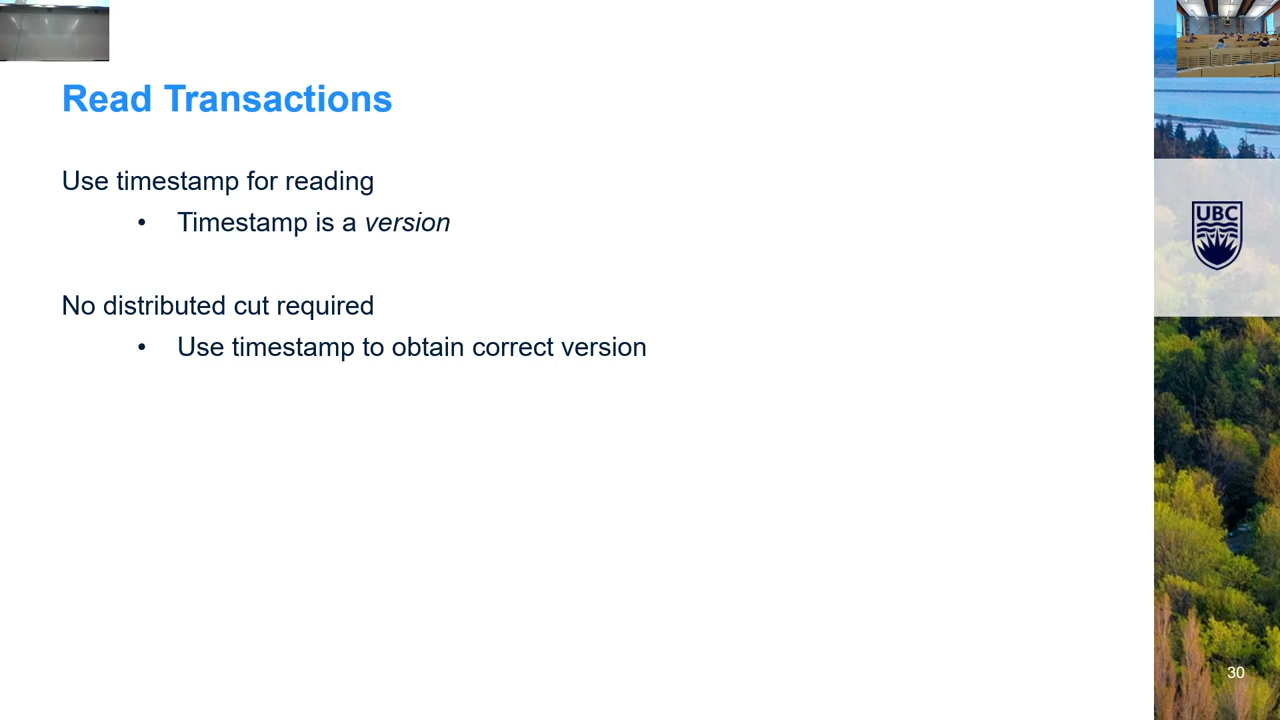 Read Transactions
Use timestamp for reading
• Timestamp is a version
No distributed cut required
• Use timestamp to obtain correct version
UBC
30